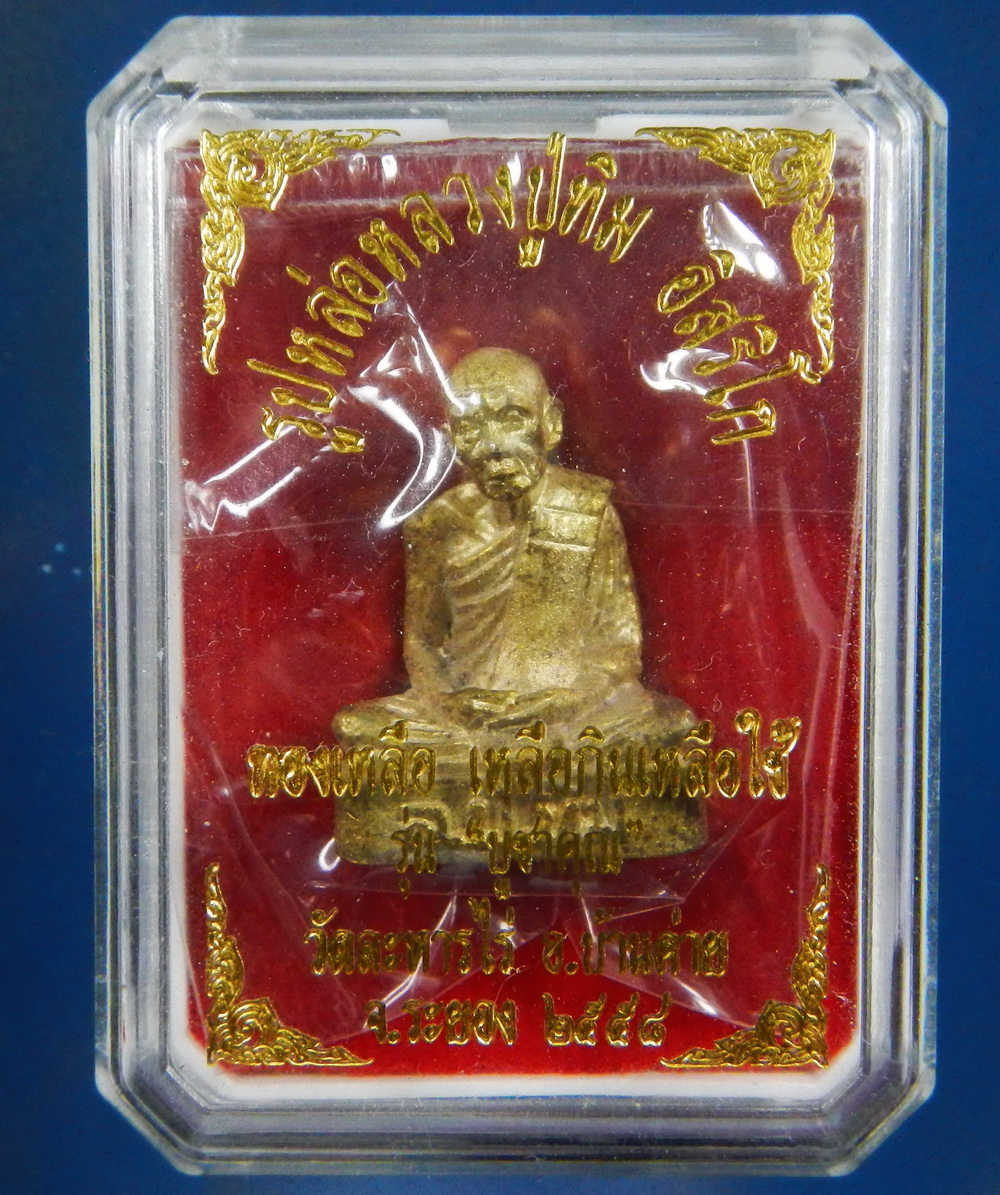 รูปหล่อหลวงปู่ทิม อิสริโก
ทองเหลือ เหลือกินเหลือใช้
รุ่น "บูชาคุณ"
วัดละหารไร่ อ.บ้านค่าย
จ.ระยอง ๒๕๕๔